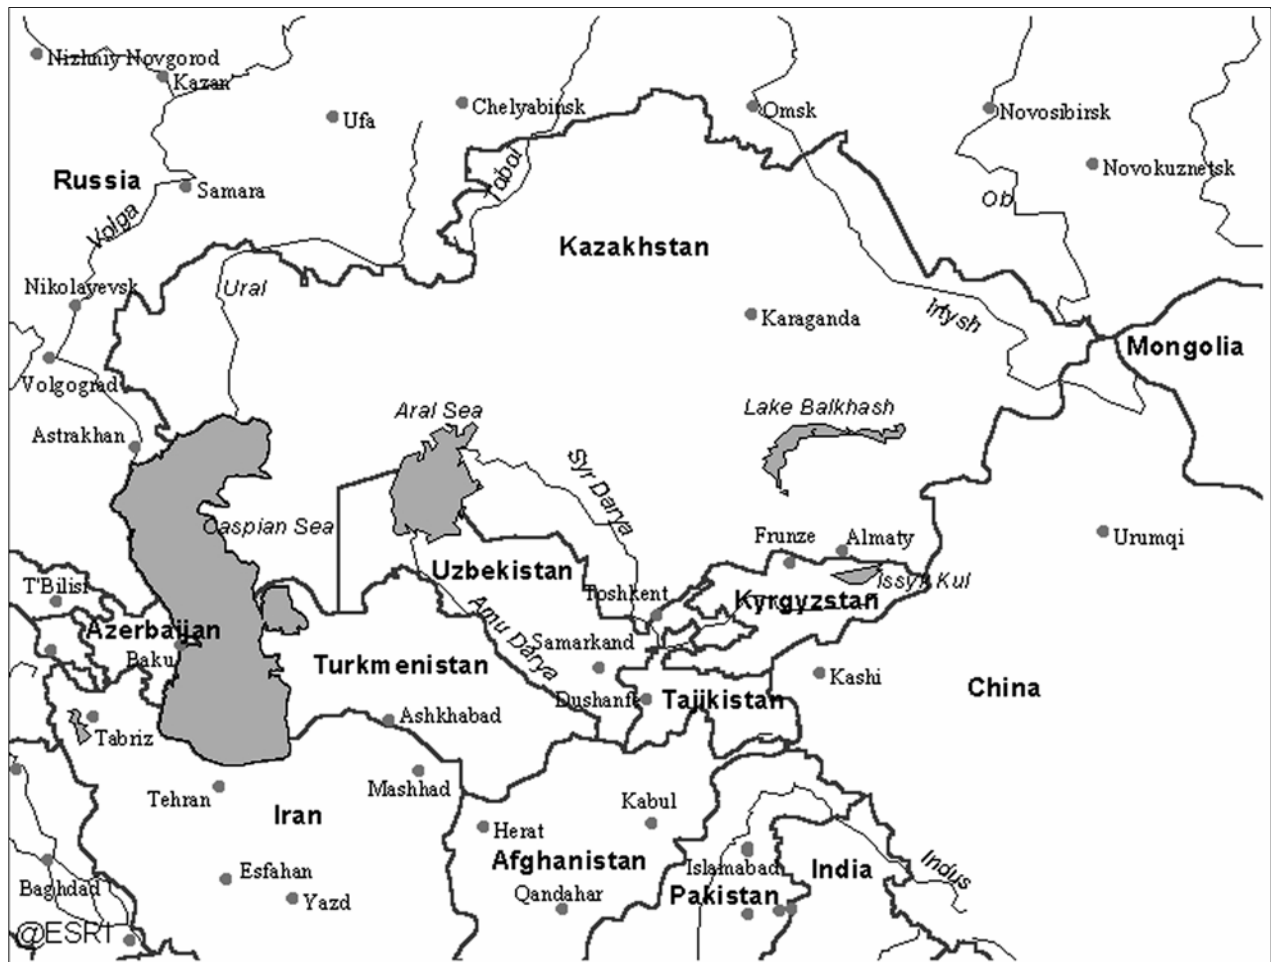 Nizhniy Novgorod
Kazan
Ufa
Chelyabinsk
Omsk
Novosibirsk
Novokuznetsk
Russia
Samara
Tobol
Ob
Volga
Kazakhstan
Nikolayevsk
Ural
Karaganda
Irtysh
Mongolia
Volgograd
Aral Sea
Lake Balkhash
Astrakhan
Syr Darya
Caspian Sea
Frunze
Almaty
Urumqi
T'Bilisi
Uzbekistan
Issyk Kul
Toshkent
Kyrgyzstan
Azerbaijan
Amu Darya
Samarkand
Baku
Turkmenistan
Kashi
China
Dushanbe
Tajikistan
Ashkhabad
Tabriz
Mashhad
Tehran
Kabul
Iran
Herat
Afghanistan
Islamabad
India
Indus
Esfahan
Baghdad
Yazd
Qandahar
Pakistan
@ESRI